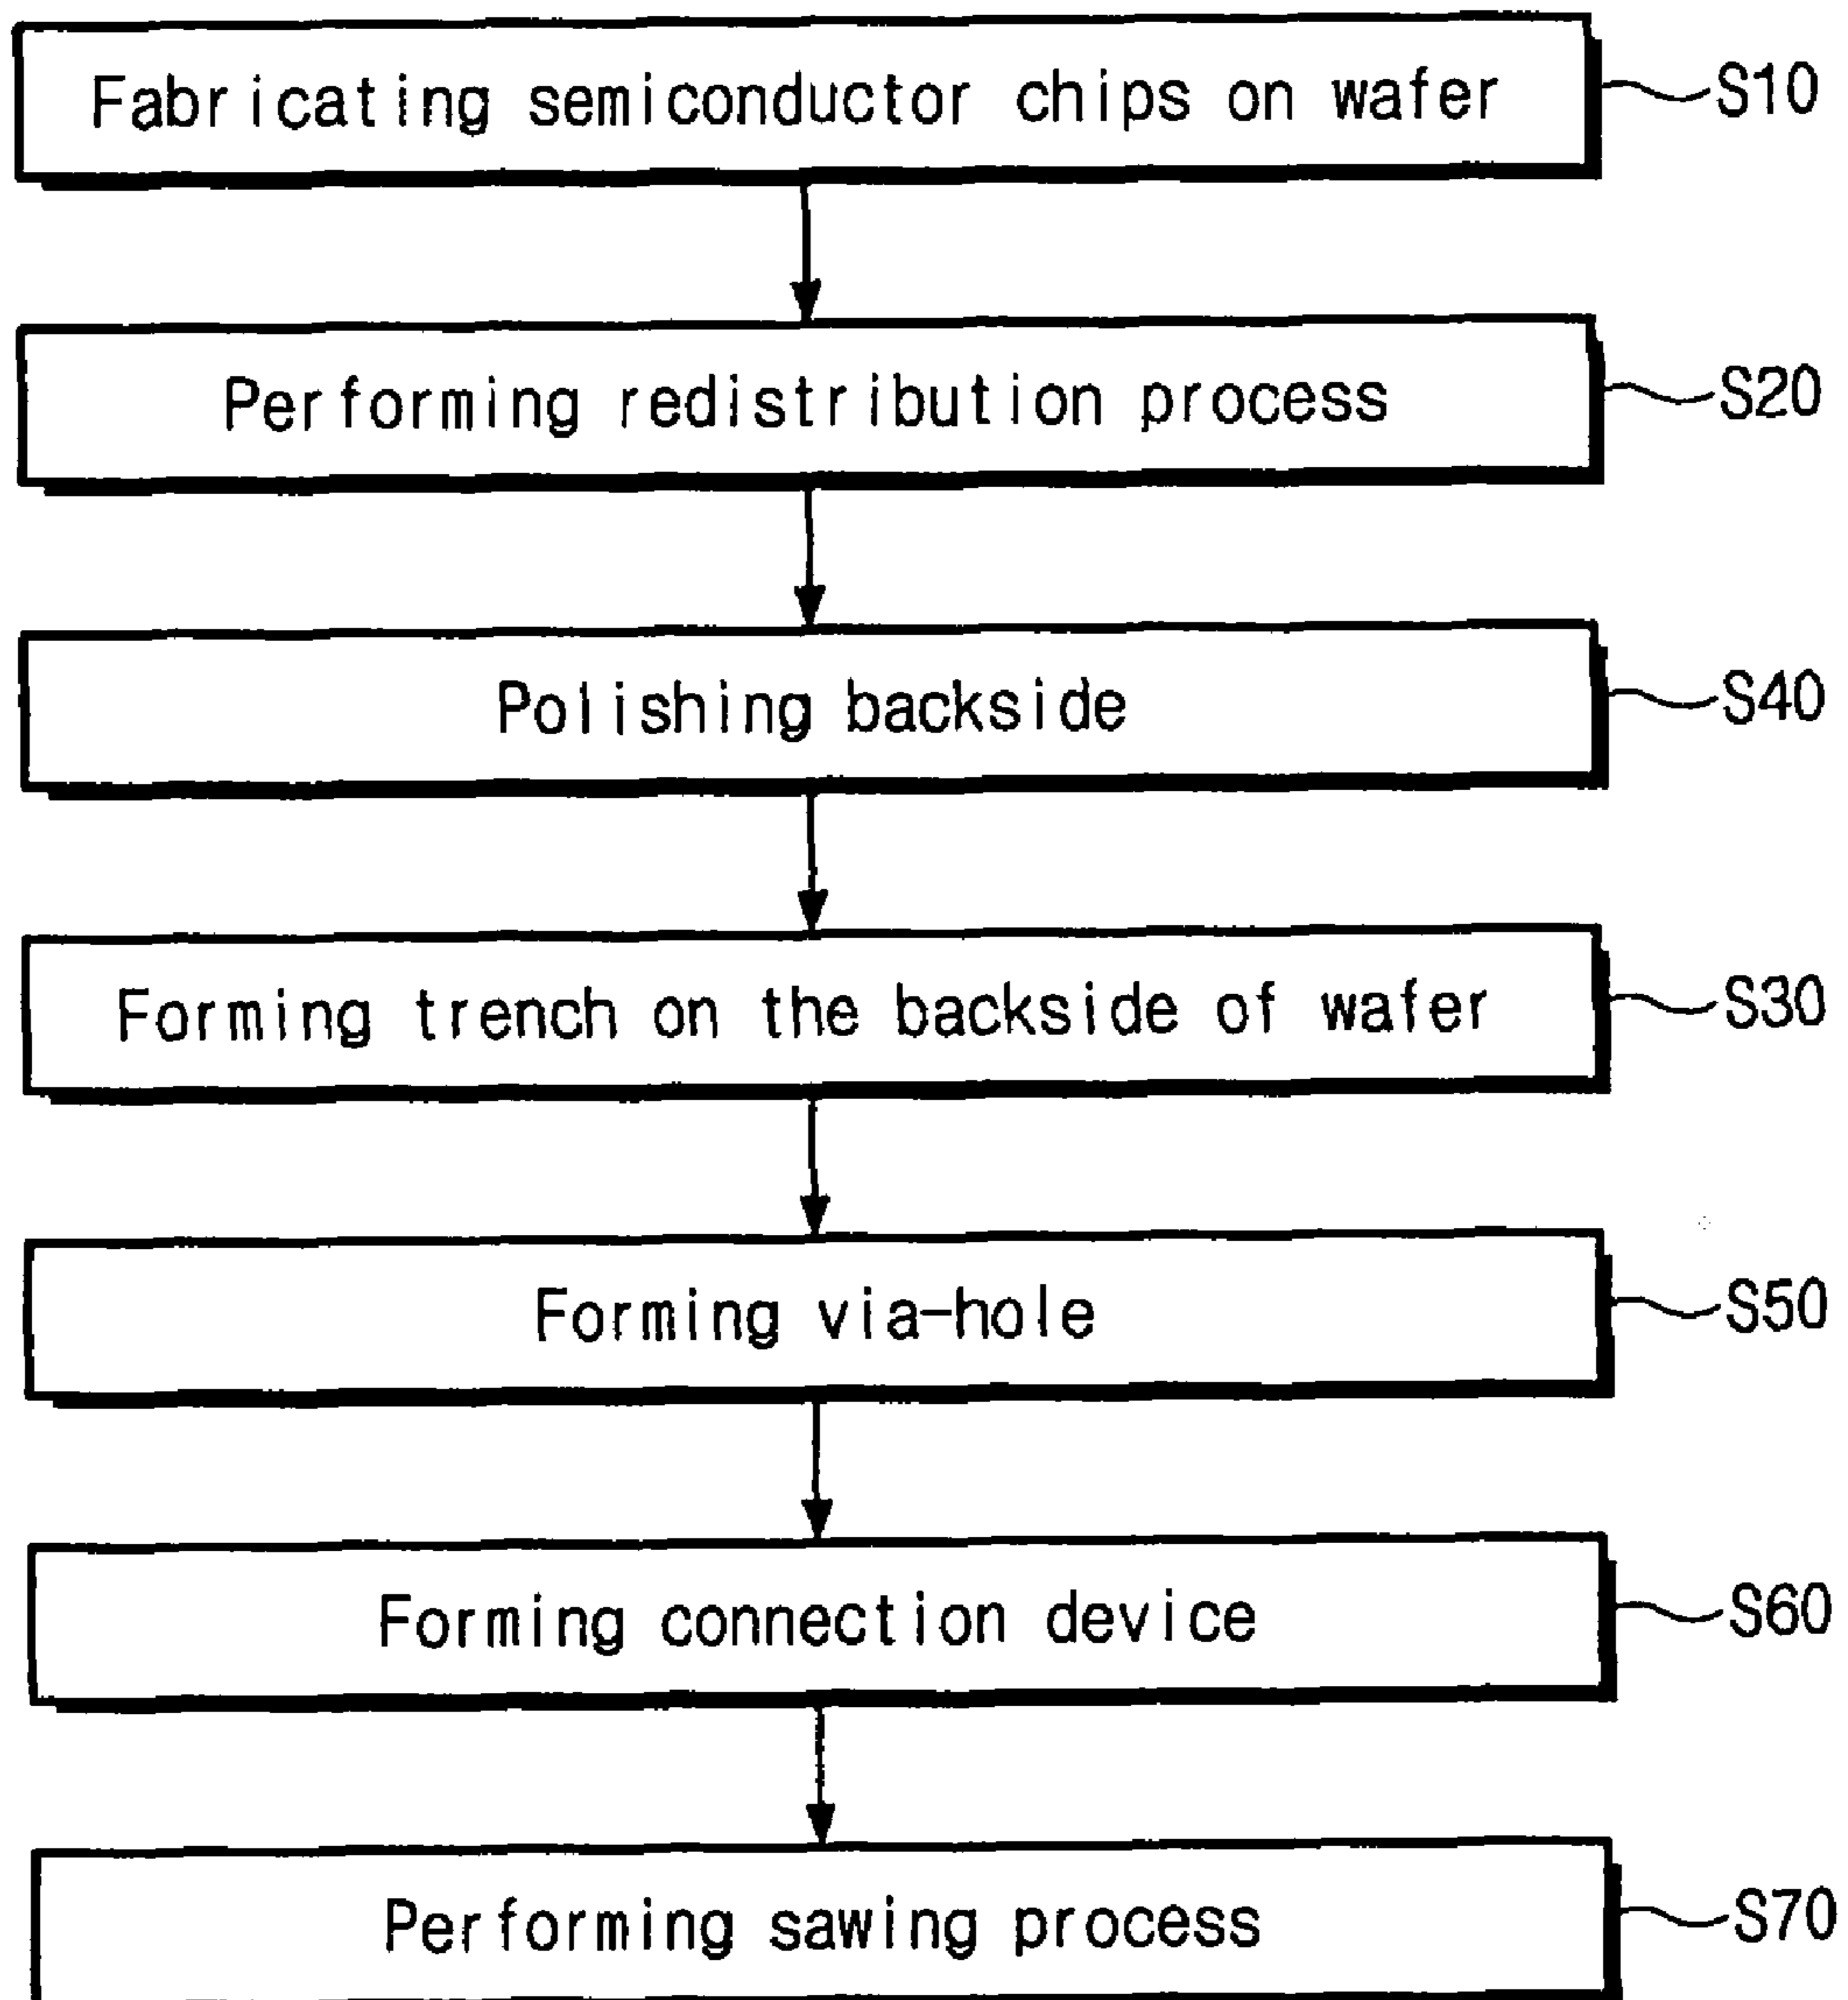 Fabricating semiconductor chips on wafer S10
Performing redistribution process S20
Polishing backside S40
Forming trench on the backside of wafer S30
Forming via-hole S50
Forming connection device S60
Performing sawing process S70